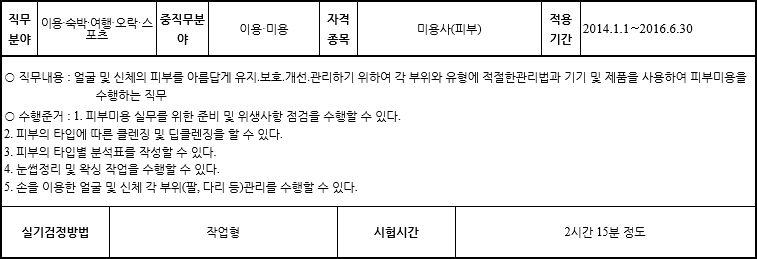 직무
분야
이용·숙박·여행·오락·스
포츠
중직무분
야
이용·미용
자격
종목
미용사(피부)
적용
기간
2014.1.1~2016.6.30
○ 직무내용 : 얼굴 및 신체의 피부를 아름답게 유지.보호.개선.관리하기 위하여 각 부위와 유형에 적절한관리법과 기기 및 제품을 사용하여 피부미용을
수행하는 직무
○ 수행준거 : 1. 피부미용 실무를 위한 준비 및 위생사항 점검을 수행할 수 있다.
2. 피부의 타입에 따른 클렌징 및 딥클렌징을 할 수 있다.
3. 피부의 타입별 분석표를 작성할 수 있다.
4. 눈썹정리 및 왁싱 작업을 수행할 수 있다.
5. 손을 이용한 얼굴 및 신체 각 부위(팔, 다리 등)관리를 수행할 수 있다.
실기검정방법
작업형
시험시간
2시간 15분 정도